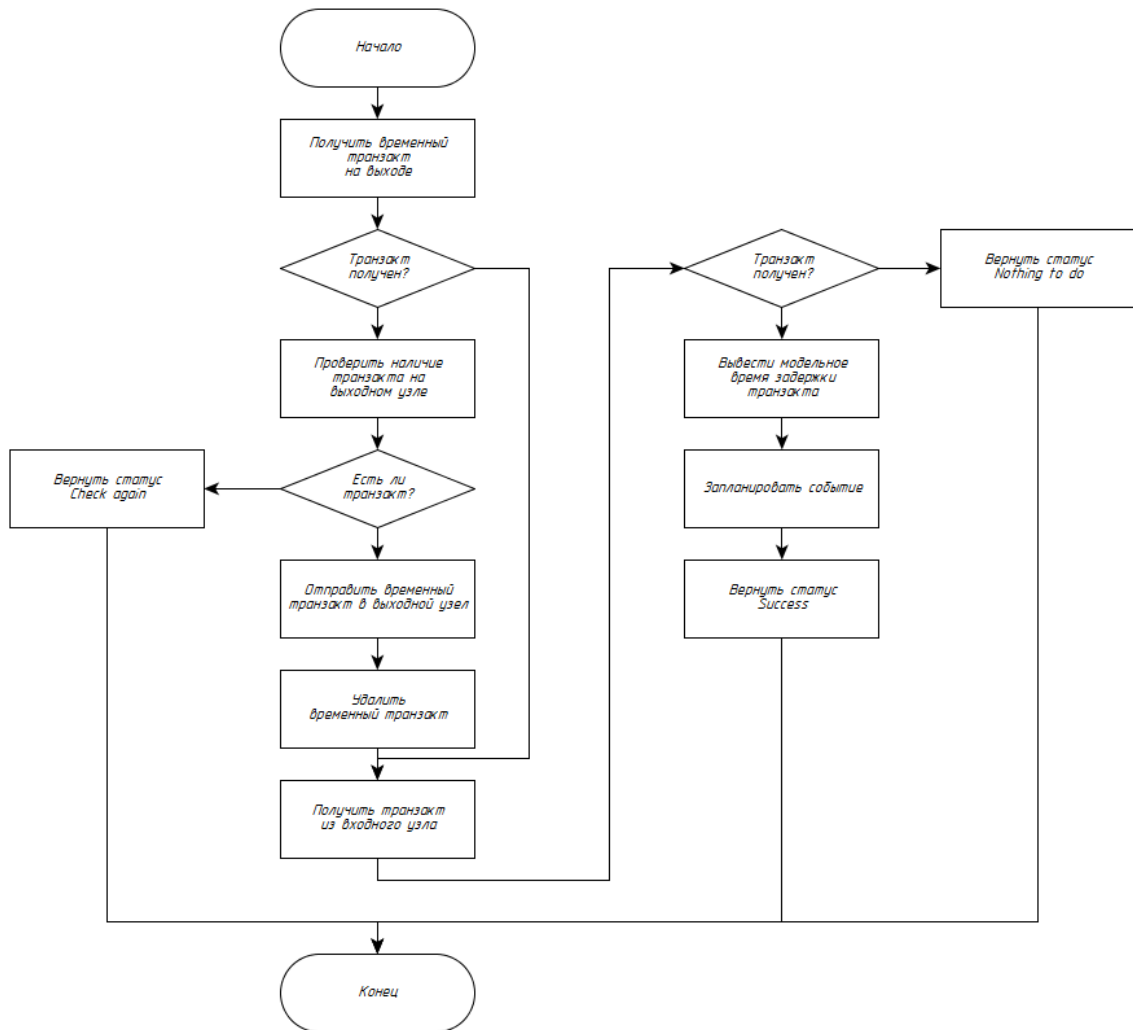 Начало
Получить временный
транзакт
на выходе
Транзакт
получен?
Проверить наличие
транзакта на
выходном узле
Есть ли
транзакт?
Вернуть статус
Check again
Отправить временный
транзакт в выходной узел
Удалить
временный транзакт
Получить транзакт
из входного узла
Транзакт
получен?
Вернуть статус
Nothing to do
Вывести модельное
время задержки
транзакта
Запланировать событие
Вернуть статус
Success
Конец